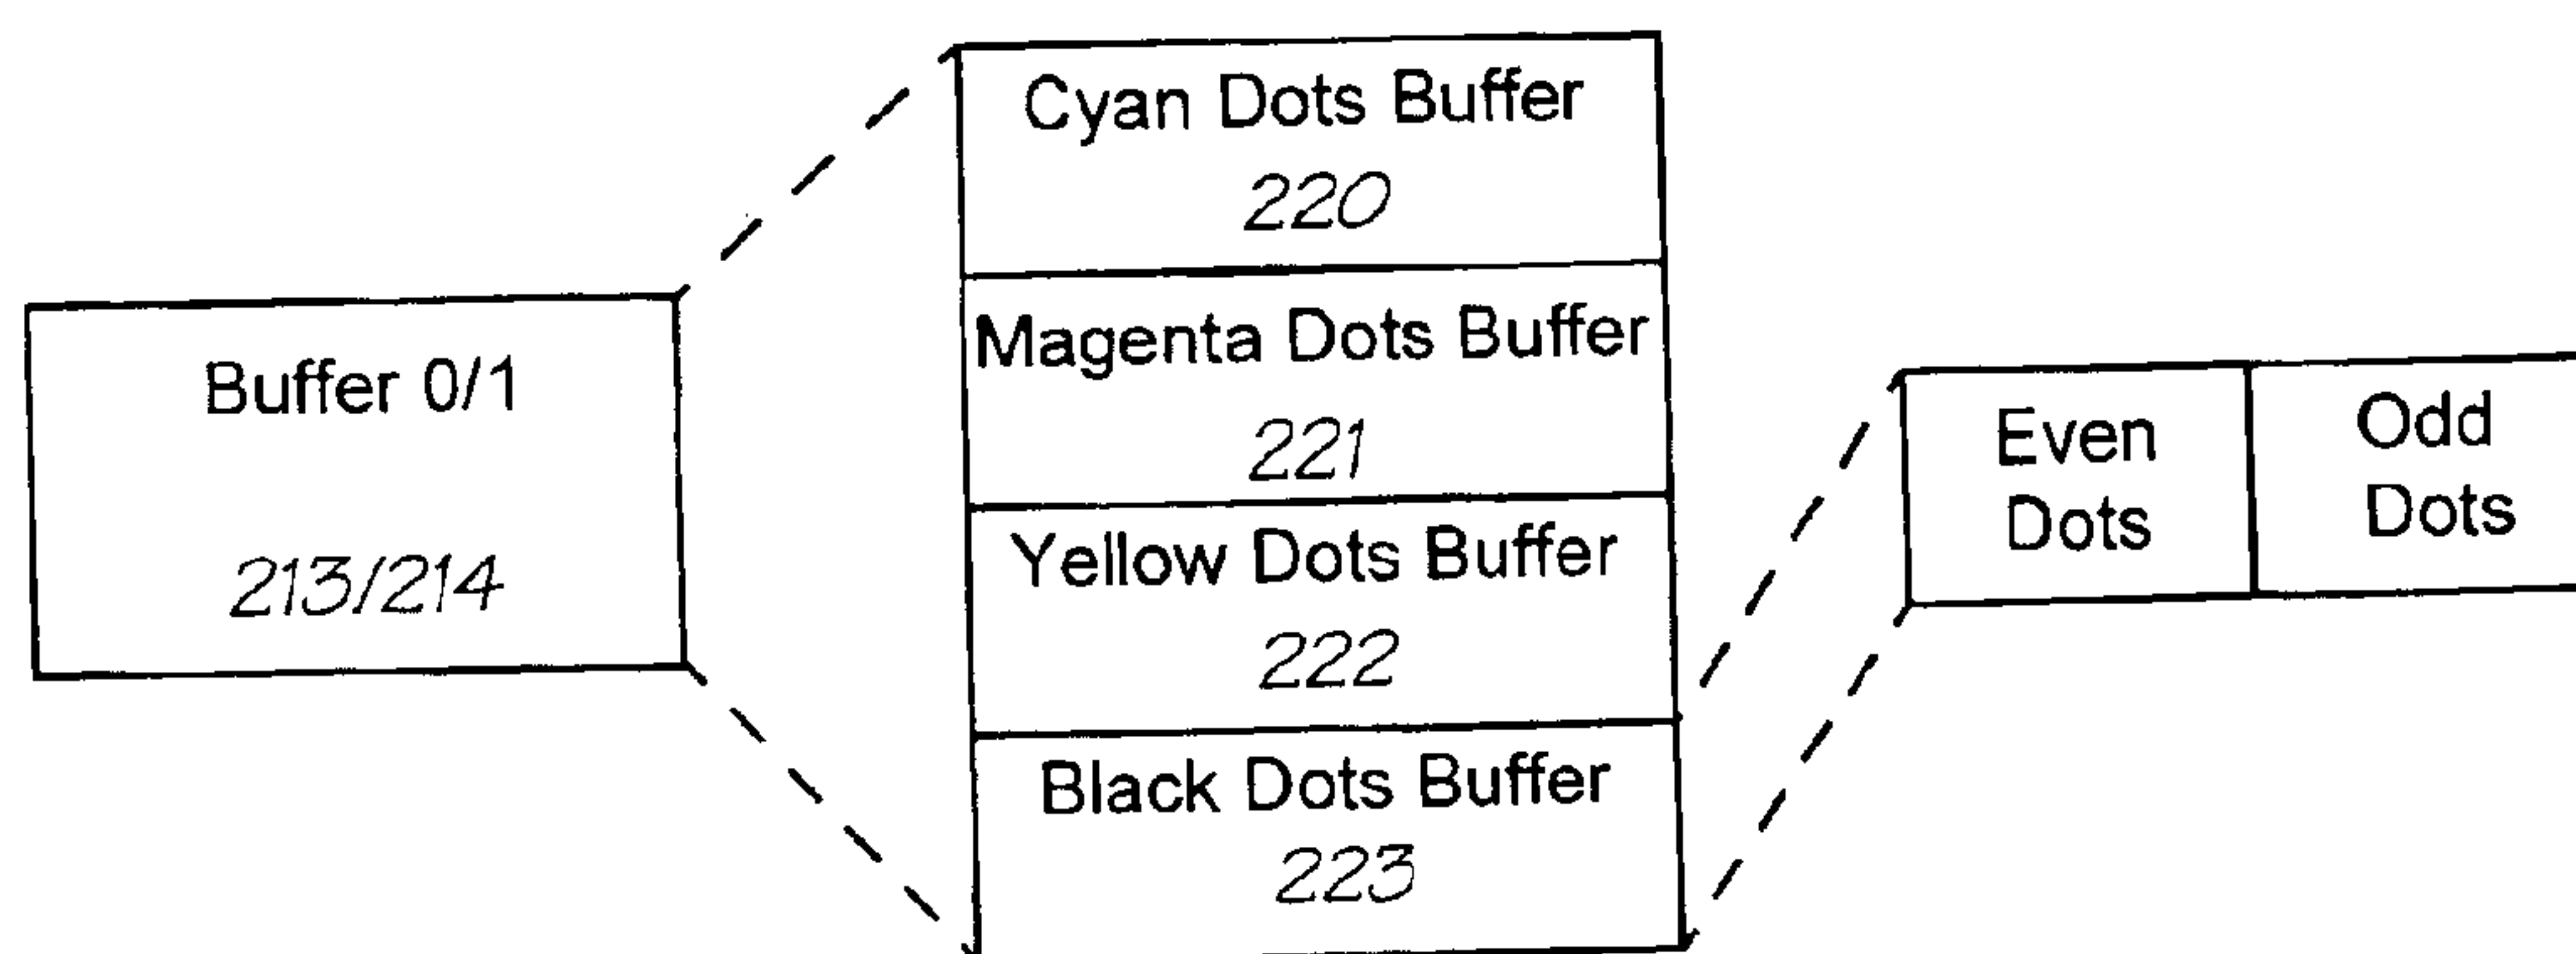 Buffer 0/1
213/214
Cyan Dots Buffer
220
Magenta Dots Buffer
221
Yellow Dots Buffer
222
Black Dots Buffer
223
Even
Dots
Odd
Dots